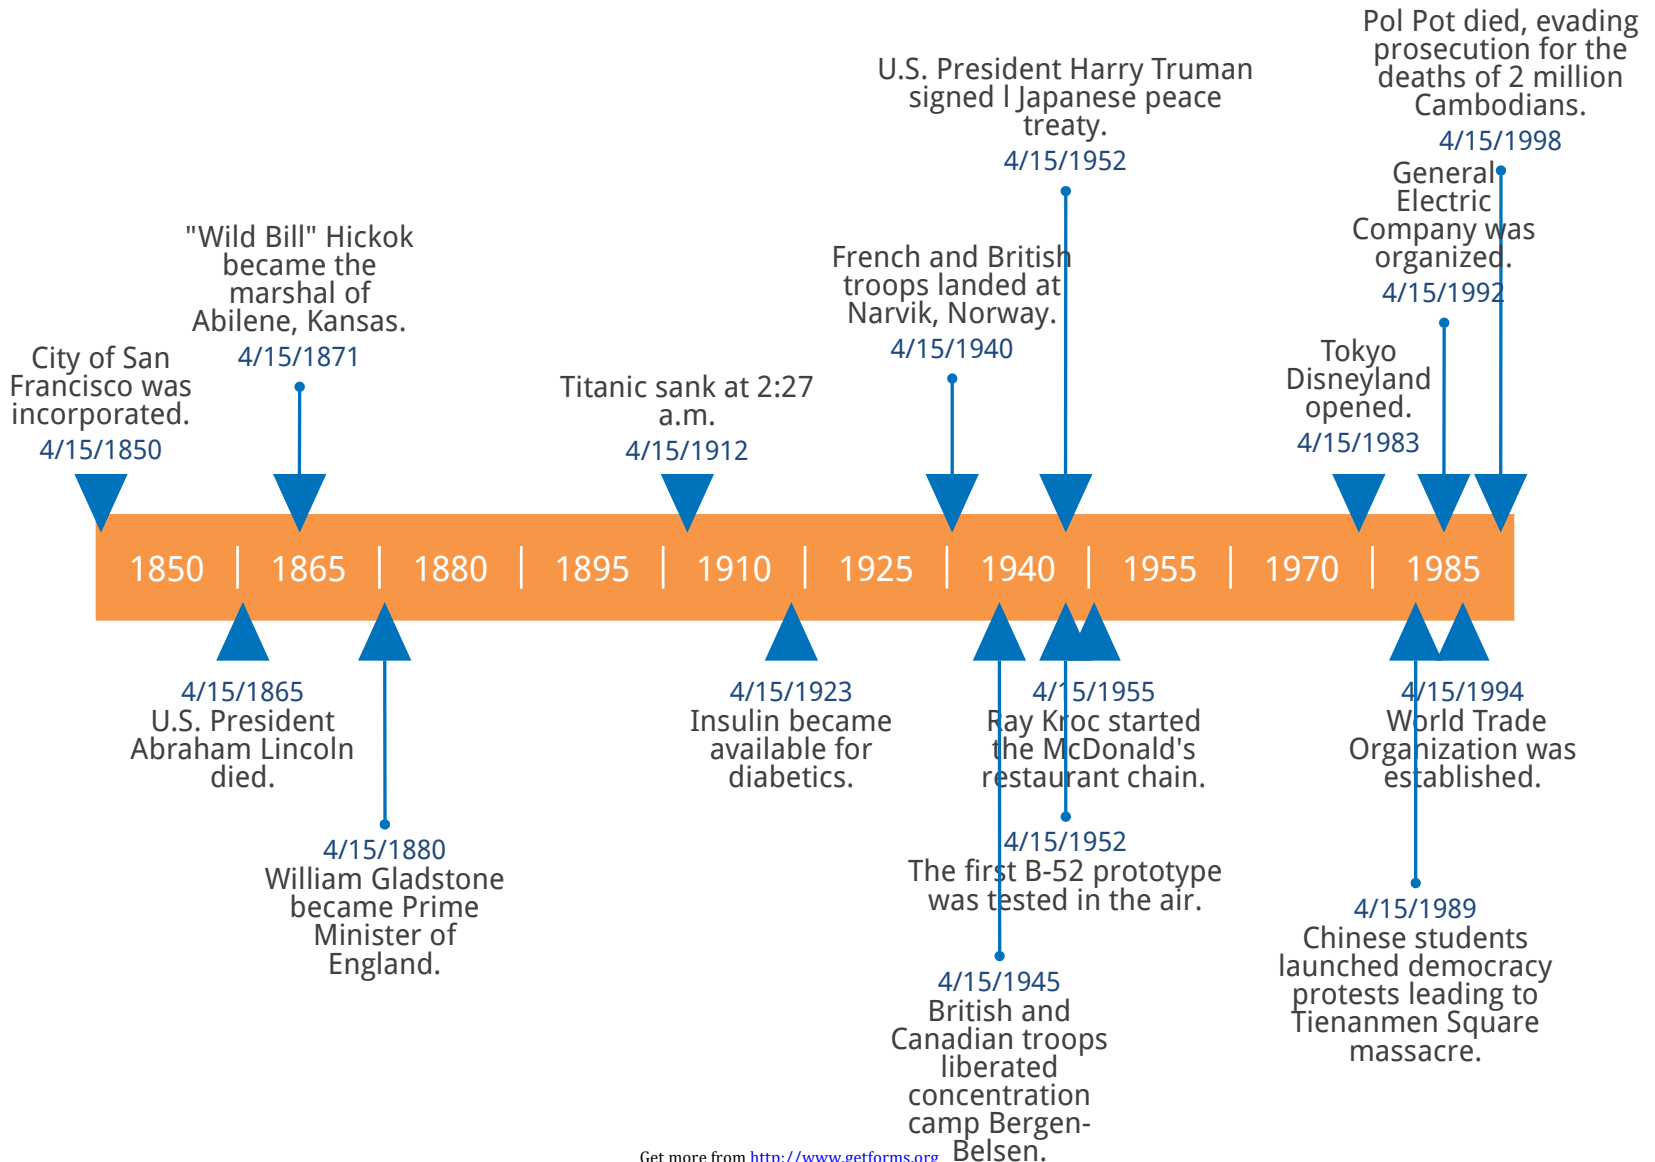 Pol Pot died, evading
prosecution for the
deaths of 2 million
Cambodians.
4/15/1998
U.S. President Harry Truman
signed l Japanese peace
treaty.
4/15/1952
General
Electric
Company was
organized.
4/15/1992
"Wild Bill" Hickok
became the
marshal of
Abilene, Kansas.
4/15/1871
French and British
troops landed at
Narvik, Norway.
4/15/1940
City of San
Francisco was
incorporated.
4/15/1850
Titanic sank at 2:27
a.m.
4/15/1912
Tokyo
Disneyland
opened.
4/15/1983
1850 1865 1880 1895 1910 1925 1940 1955 1970 1985
4/15/1865
U.S. President
Abraham Lincoln
died.
4/15/1923
Insulin became
available for
diabetics.
4/15/1955
Ray Kroc started
the McDonald's
restaurant chain.
4/15/1994
World Trade
Organization was
established.
4/15/1880
William Gladstone
became Prime
Minister of
England.
4/15/1952
The first B-52 prototype
was tested in the air.
4/15/1989
Chinese students
launched democracy
protests leading to
Tienanmen Square
massacre.
4/15/1945
British and
Canadian troops
liberated
concentration
camp Bergen-
Belsen.
Get more from http://www.getforms.org